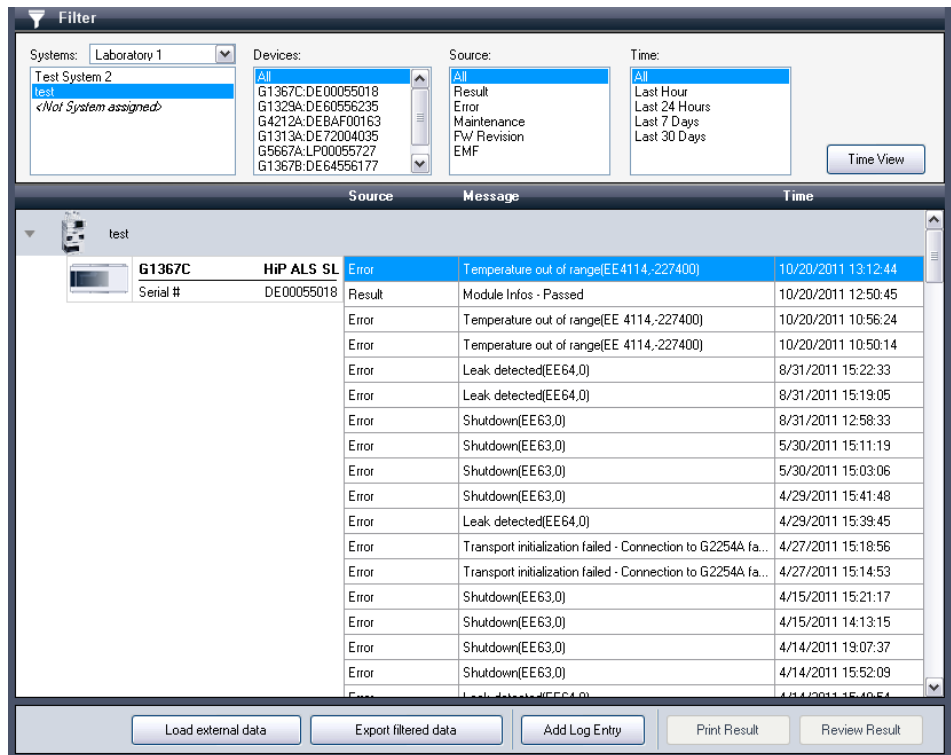 Filter
Systems: Laboratory 1
Test System 2
test
<Not System assigned>
Devices:
All
G1367C:DE00055018
G1329A:DE60556235
G4212A:DEBAF00163
G1313A:DE72004035
G5667A:LP00055727
G1367B:DE64556177
Source:
All
Result
Error
Maintenance
FW Revision
EMF
Time:
All
Last Hour
Last 24 Hours
Last 7 Days
Last 30 Days
Time View
Source Message Time
test
G1367C HiP ALS SL Error Temperature out of range(EE4114,-227400) 10/20/2011 13:12:44
Serial # DE00055018 Result Module Infos - Passed 10/20/2011 12:50:45
Error Temperature out of range(EE 4114,-227400) 10/20/2011 10:56:24
Error Temperature out of range(EE 4114,-227400) 10/20/2011 10:50:14
Error Leak detected(EE64,0) 8/31/2011 15:22:33
Error Leak detected(EE64,0) 8/31/2011 15:19:05
Error Shutdown(EE63,0) 8/31/2011 12:58:33
Error Shutdown(EE63,0) 5/30/2011 15:11:19
Error Shutdown(EE63,0) 5/30/2011 15:03:06
Error Shutdown(EE63,0) 4/29/2011 15:41:48
Error Leak detected(EE64,0) 4/29/2011 15:39:45
Error Transport initialization failed - Connection to G2254A fa... 4/27/2011 15:18:56
Error Transport initialization failed - Connection to G2254A fa... 4/27/2011 15:14:53
Error Shutdown(EE63,0) 4/15/2011 15:21:17
Error Shutdown(EE63,0) 4/15/2011 14:13:15
Error Shutdown(EE63,0) 4/14/2011 19:07:37
Error Shutdown(EE63,0) 4/14/2011 15:52:09
Load external data Export filtered data Add Log Entry Print Result Review Result